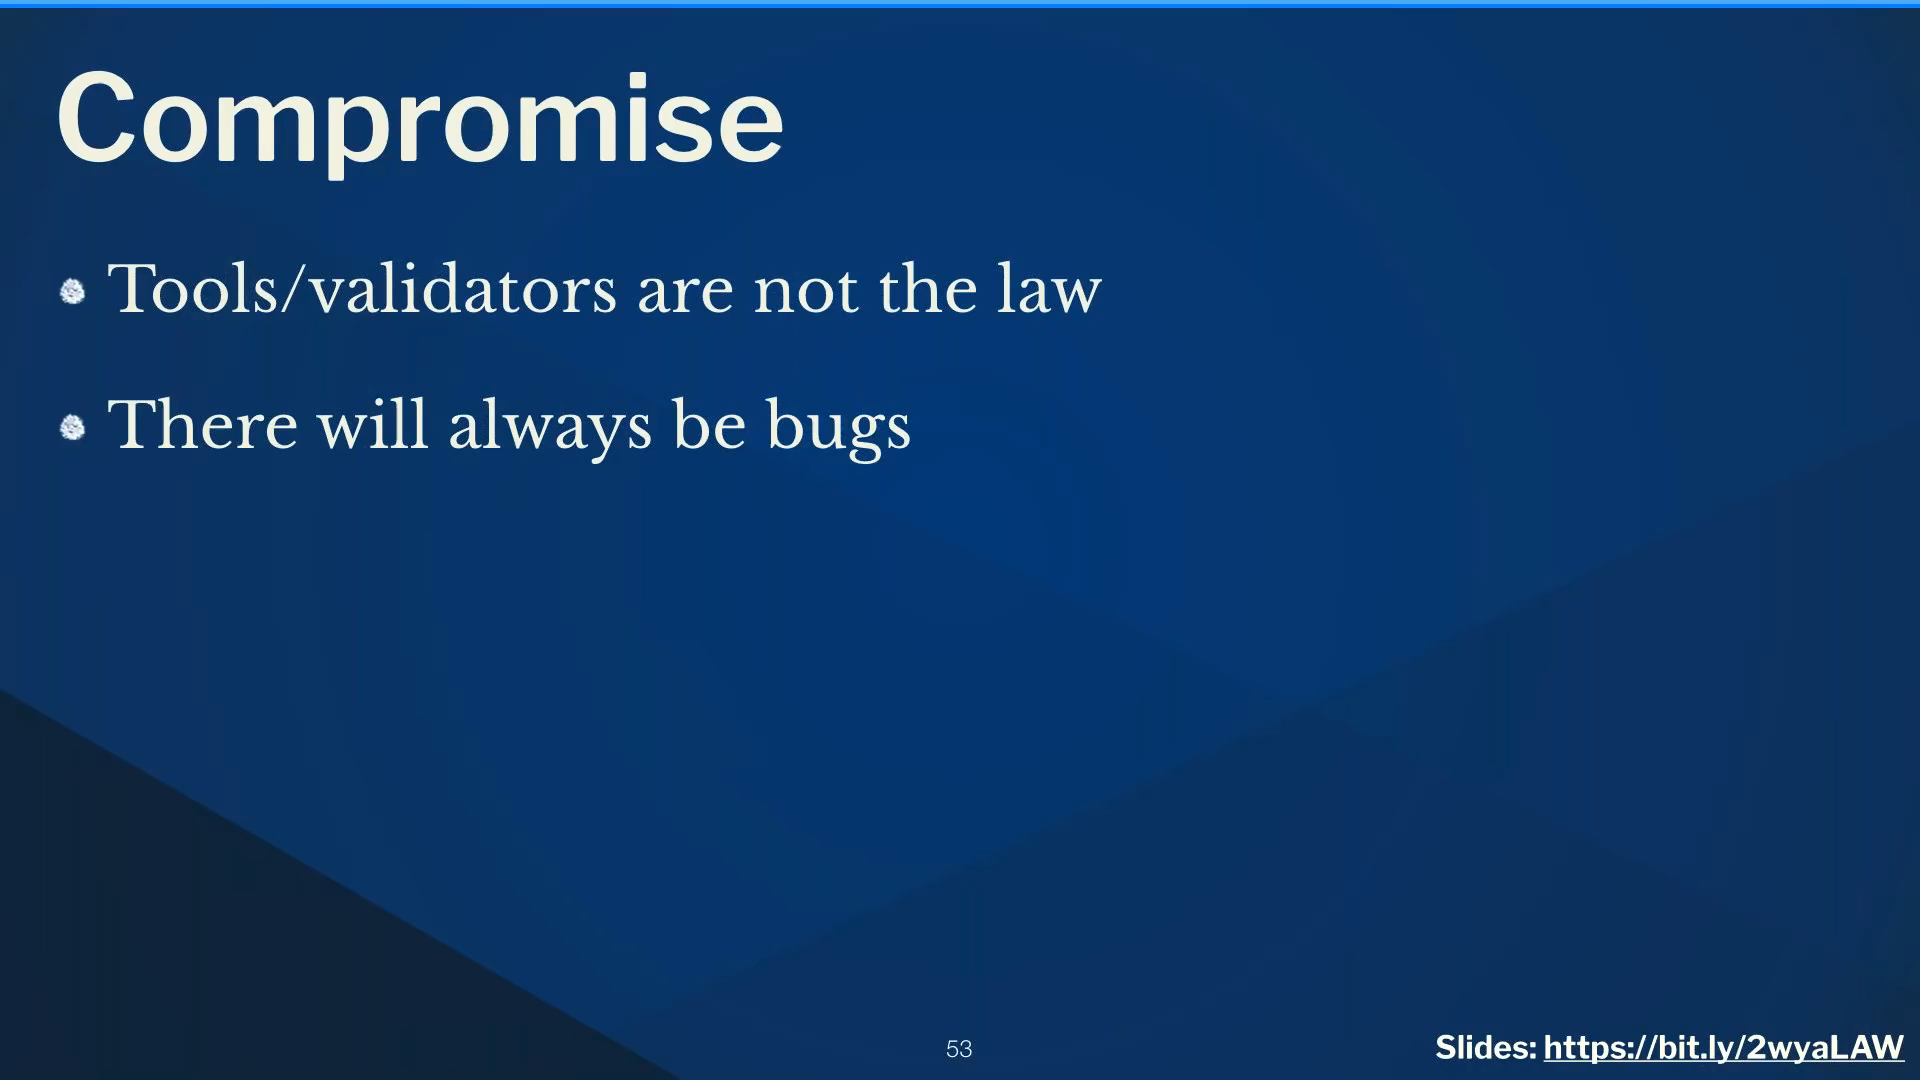 Compromise
Tools/validators are not the law
There will always be bugs
53
Slides: https://bit.ly/2wyaLAW